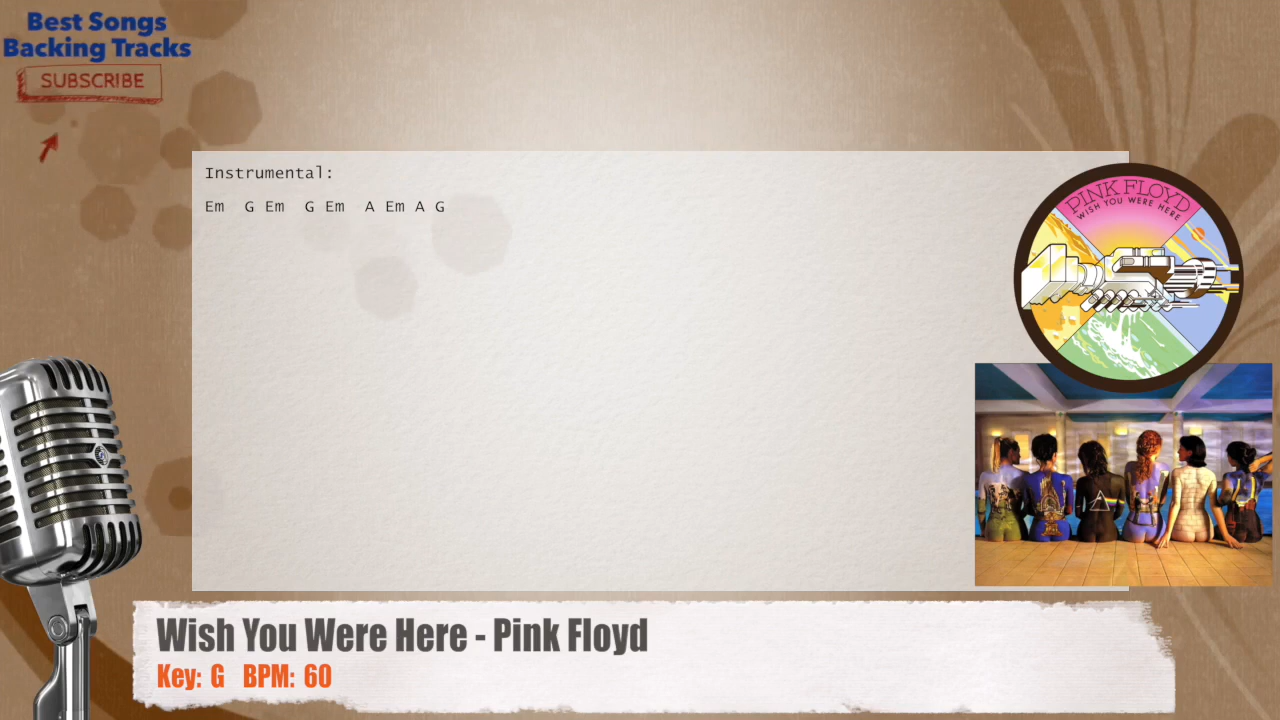 Best Songs
Backing Tracks
SUBSCRIBE
Instrumental:
Em  G Em  G Em  A Em A G
PINK FLOYD
WISH YOU WERE HERE
Wish You Were Here - Pink Floyd
Key: G  BPM: 60